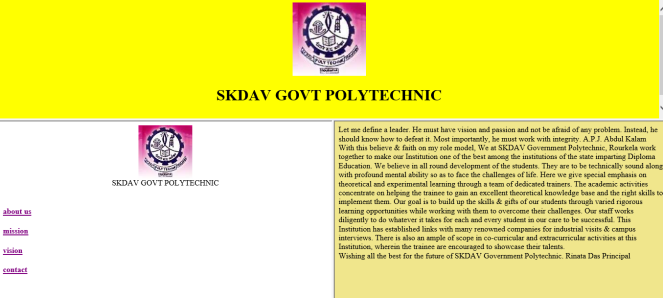 SKDAV GOVT POLYTECHNIC
SKDAV GOVT POLYTECHNIC
about us
mission
vision
contact
Let me define a leader. He must have vision and passion and not be afraid of any problem. Instead, he
should know how to defeat it. Most importantly, he must work with integrity. A.P.J. Abdul Kalam
With this believe & faith on my role model, We at SKDAV Government Polytechnic, Rourkela work
together to make our Institution one of the best among the institutions of the state imparting Diploma
Education. We believe in all round development of the students. They are to be technically sound along
with profound mental ability so as to face the challenges of life. Here we give special emphasis on
theoretical and experimental learning through a team of dedicated trainers. The academic activities
concentrate on helping the trainee to gain an excellent theoretical knowledge base and the right skills to
implement them. Our goal is to build up the skills & gifts of our students through varied rigorous
learning opportunities while working with them to overcome their challenges. Our staff works
diligently to do whatever it takes for each and every student in our care to be successful. This
Institution has established links with many renowned companies for industrial visits & campus
interviews. There is also an ample of scope in co-curricular and extracurricular activities at this
Institution, wherein the trainee are encouraged to showcase their talents.
Wishing all the best for the future of SKDAV Government Polytechnic. Rinata Das Principal